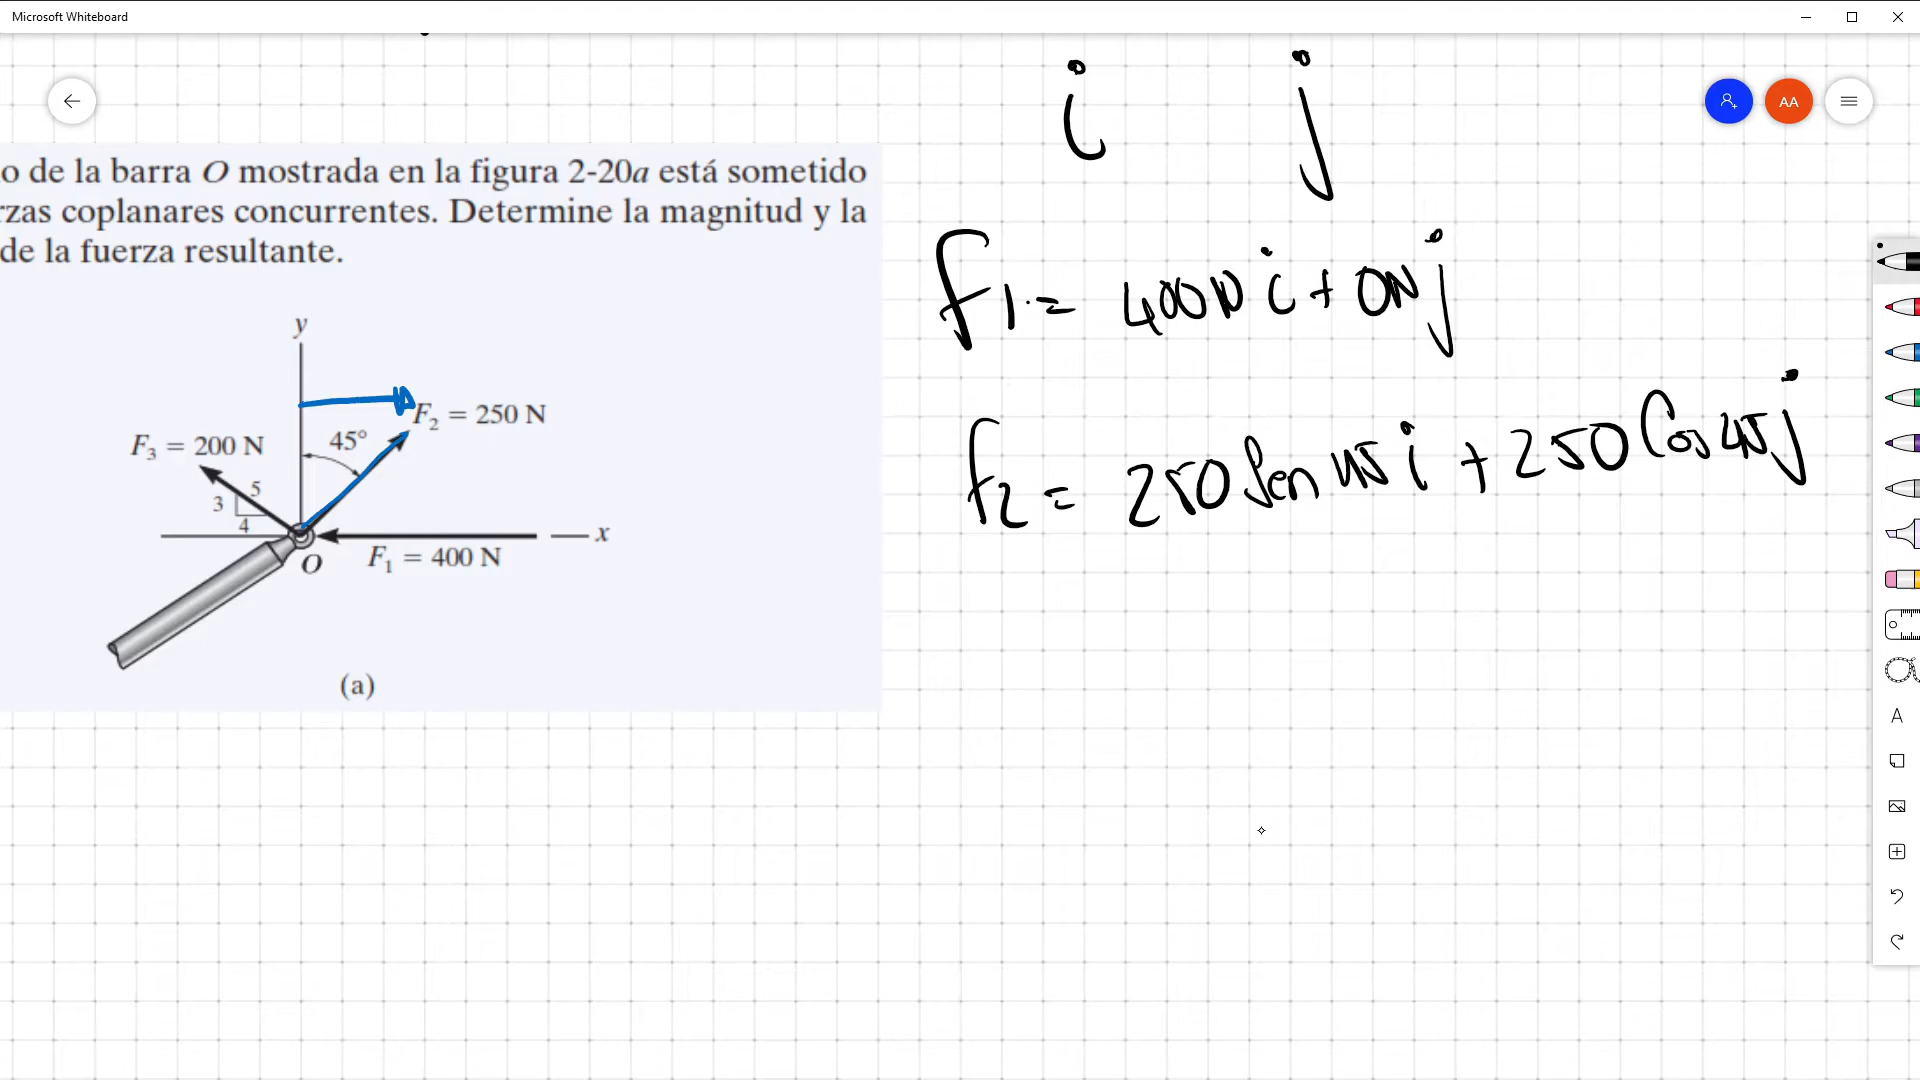 Microsoft Whiteboard
AA
o de la barra O mostrada en la figura 2-20a está sometido
rzas coplanares concurrentes. Determine la magnitud y la
de la fuerza resultante.
y
F₂ = 250 N
45°
F₃ = 200 N
5
3
4
x
O
F₁ = 400 N
(a)
i j
f1 = 400N i + 0N j
f2 = 250 Sen 45 i + 250 Cos 45 j